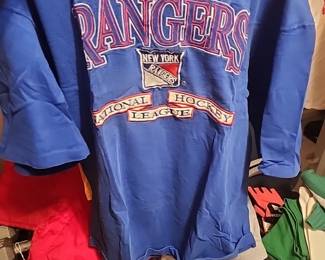 RANGERS
NEW YORK
RANGERS
NATIONAL HOCKEY
LEAGUE